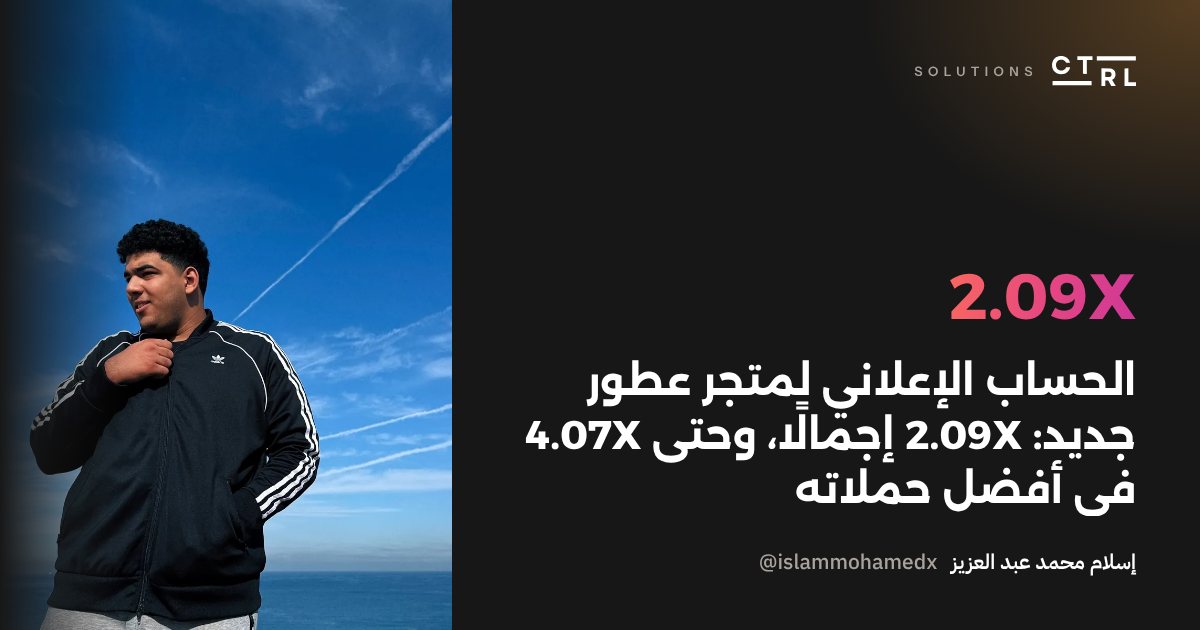 SOLUTIONS CTRL
2.09X
الحساب الإعلاني لمتجر عطور
جديد: 2.09X إجمالًا، وحتى 4.07X
في أفضل حملاته
إسلام محمد عبد العزيز @islammohamedx